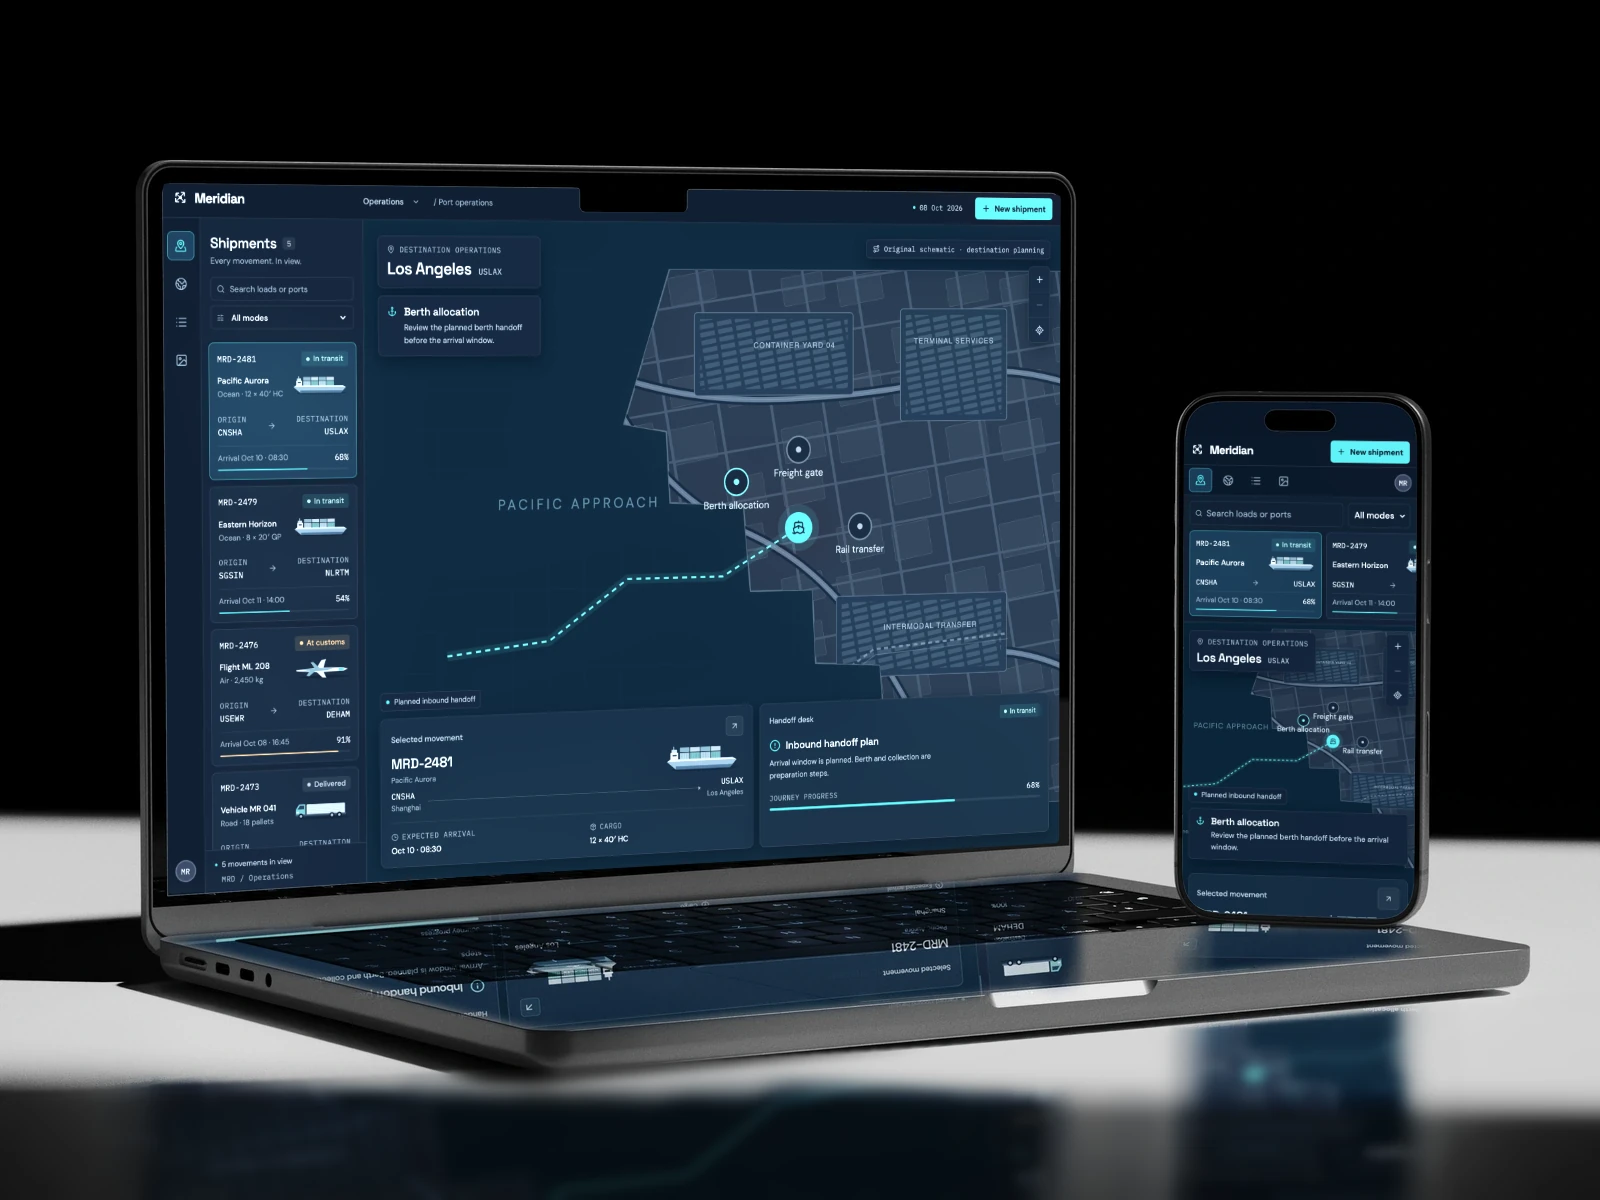 Meridian
Operations
/ Port operations
08 Oct 2026
+ New shipment
Shipments 5
Every movement. In view.
Search loads or ports
All modes
MRD-2481
In transit
Pacific Aurora
Ocean · 12 × 40' HC
ORIGIN
DESTINATION
CNSHA → USLAX
Arrival Oct 10 · 08:30
68%
MRD-2479
In transit
Eastern Horizon
Ocean · 8 × 20' GP
ORIGIN
DESTINATION
SGSIN → NLRTM
Arrival Oct 11 · 14:00
54%
MRD-2476
At customs
Flight ML 208
Air · 2,450 kg
ORIGIN
DESTINATION
USEWR → DEHAM
Arrival Oct 08 · 16:45
91%
MRD-2473
Delivered
Vehicle MR 041
Road · 18 pallets
ORIGIN
DESTINATION
5 movements in view
MRD / Operations
MR
DESTINATION OPERATIONS
Los Angeles USLAX
Berth allocation
Review the planned berth handoff
before the arrival window.
Original schematic · destination planning
+
−
CONTAINER YARD 04
TERMINAL SERVICES
Freight gate
Berth allocation
Rail transfer
PACIFIC APPROACH
INTERMODAL TRANSFER
Planned inbound handoff
Selected movement
MRD-2481
Pacific Aurora
CNSHA
USLAX
Shanghai
Los Angeles
EXPECTED ARRIVAL
Oct 10 · 08:30
CARGO
12 × 40' HC
Handoff desk
In transit
Inbound handoff plan
Arrival window is planned. Berth and collection are
preparation steps.
JOURNEY PROGRESS
68%
Meridian
+ New shipment
MR
Search loads or ports
All modes
MRD-2481
In transit
Pacific Aurora
CNSHA → USLAX
Arrival Oct 10 · 08:30
68%
MRD-2479
Eastern Horizon
SGSIN →
Arrival Oct 11 · 14:00
DESTINATION OPERATIONS
Los Angeles USLAX
+
−
PACIFIC APPROACH
Freight gate
Berth allocation
Rail transfer
Planned inbound handoff
Berth allocation
Review the planned berth handoff before the arrival
window.
Selected movement
MRD-2481
Selected movement
Inbound handoff
DEHAM